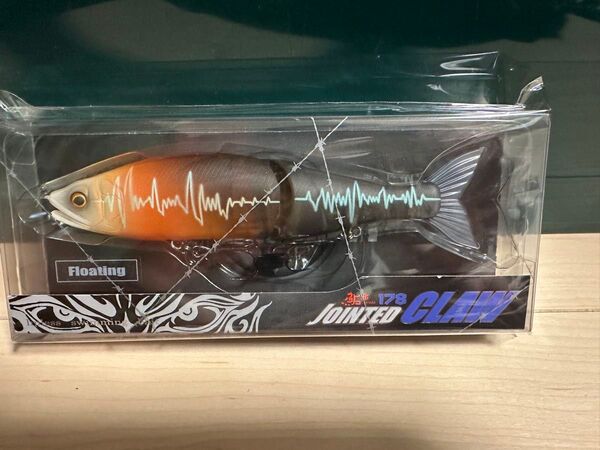 Floating
178
JOINTED CLAW